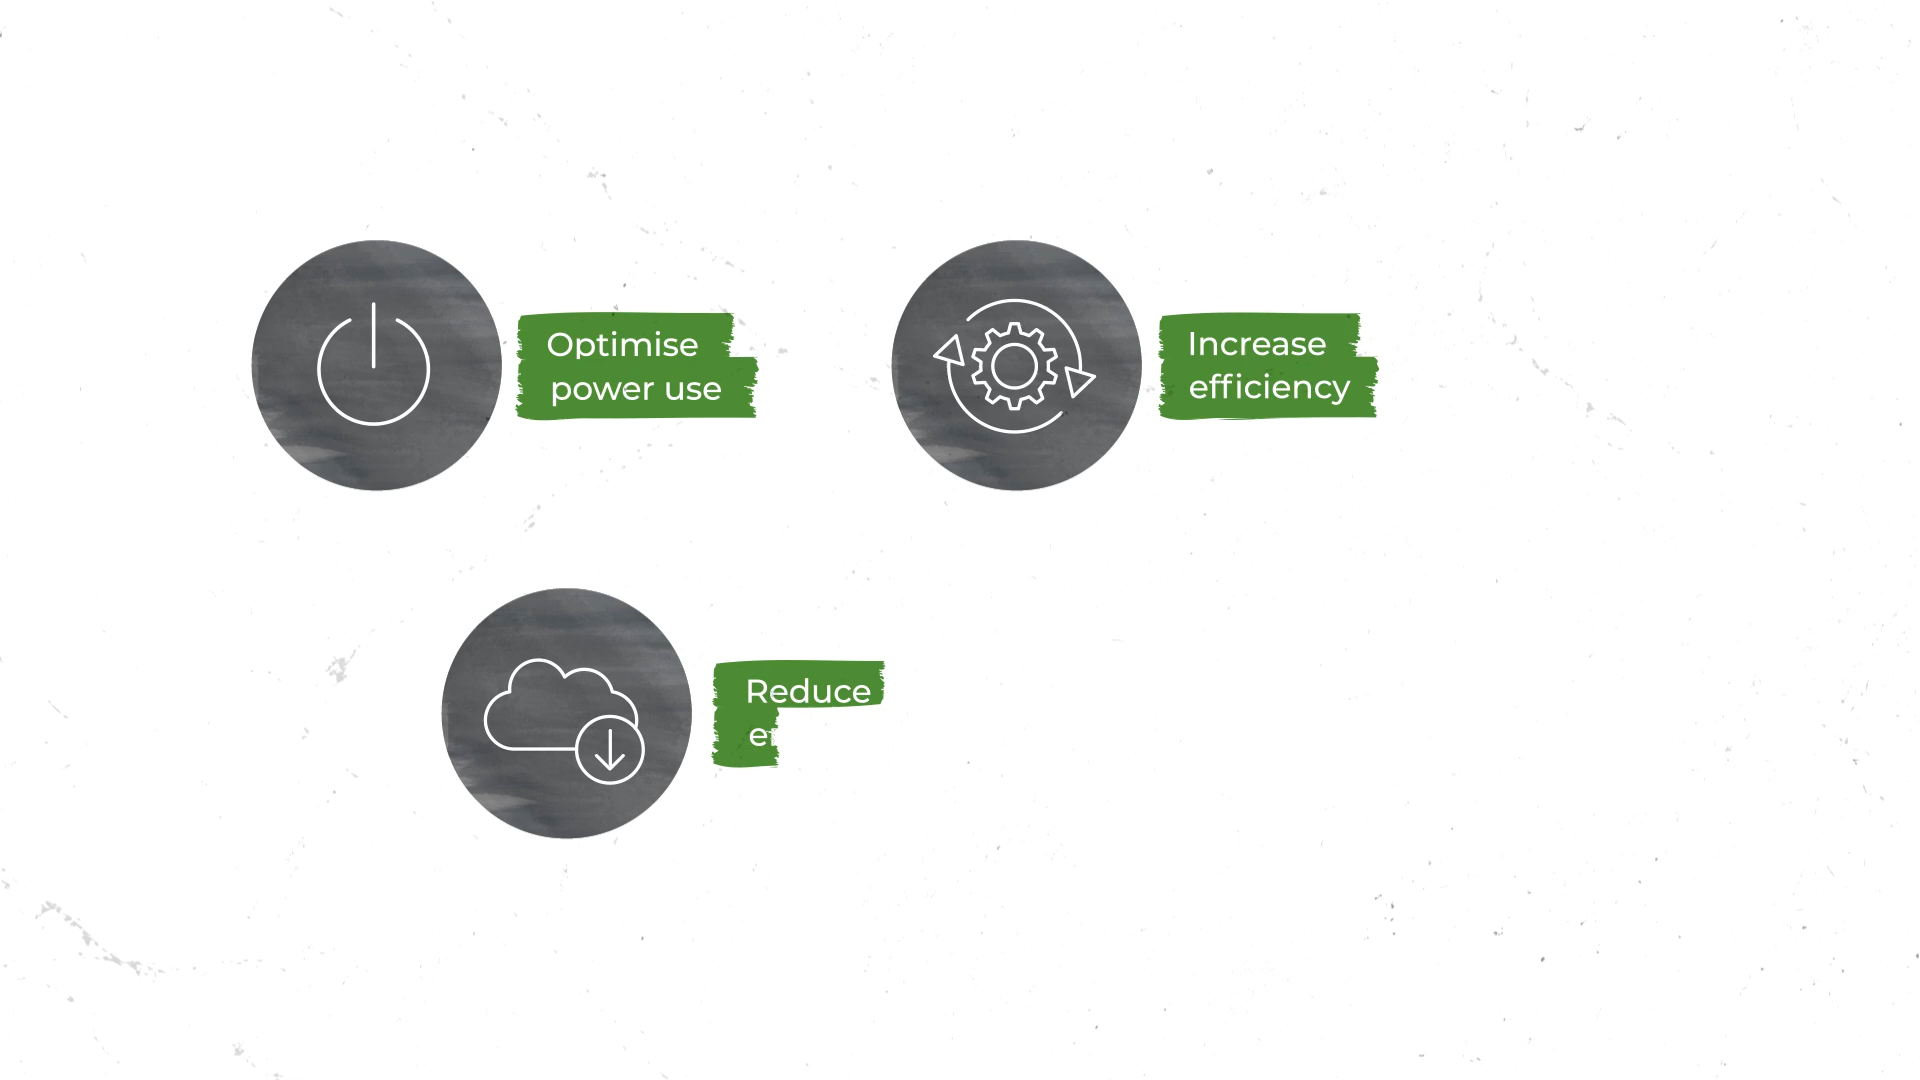 Optimise
power use
Increase
efficiency
Reduce